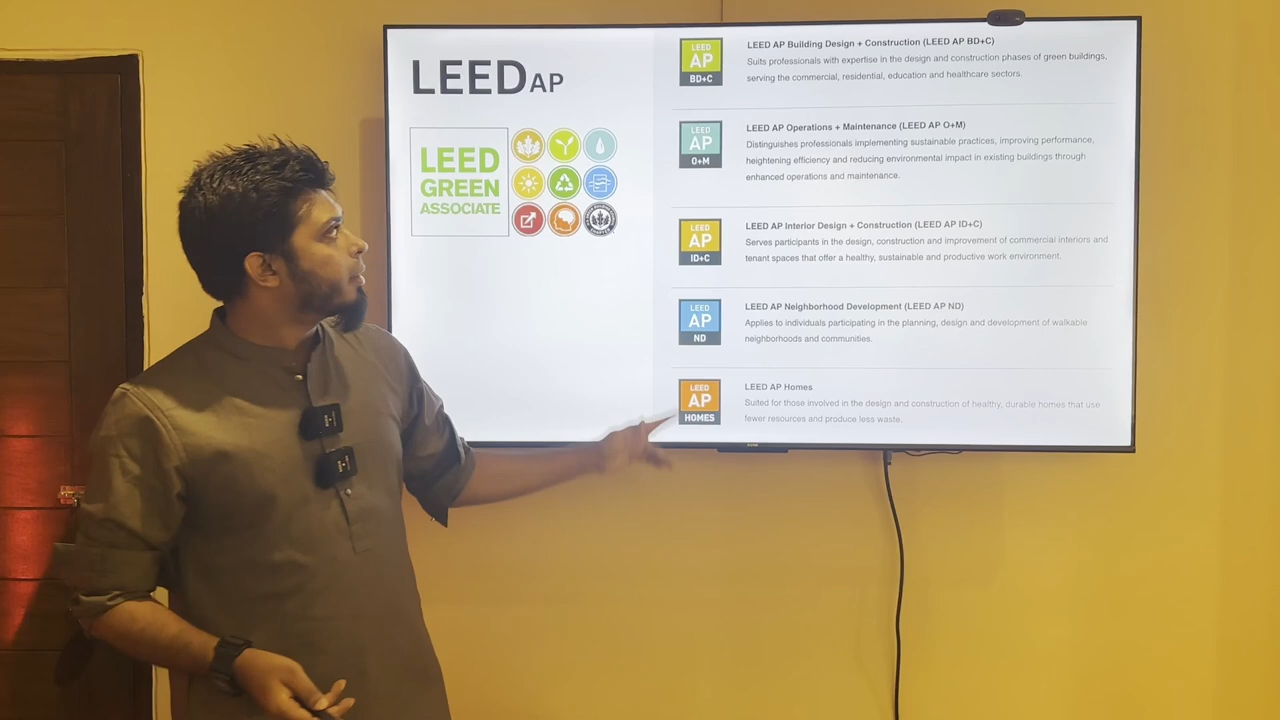 LEED AP
LEED
GREEN
ASSOCIATE
LEED
AP
BD+C
LEED AP Building Design + Construction (LEED AP BD+C)
Suits professionals with expertise in the design and construction phases of green buildings,
serving the commercial, residential, education and healthcare sectors.
LEED
AP
O+M
LEED AP Operations + Maintenance (LEED AP O+M)
Distinguishes professionals implementing sustainable practices, improving performance,
heightening efficiency and reducing environmental impact in existing buildings through
enhanced operations and maintenance.
LEED
AP
ID+C
LEED AP Interior Design + Construction (LEED AP ID+C)
Serves participants in the design, construction and improvement of commercial interiors and
tenant spaces that offer a healthy, sustainable and productive work environment.
LEED
AP
ND
LEED AP Neighborhood Development (LEED AP ND)
Applies to individuals participating in the planning, design and development of walkable
neighborhoods and communities.
LEED
AP
HOMES
LEED AP Homes
Suited for those involved in the design and construction of healthy, durable homes that use
fewer resources and produce less waste.